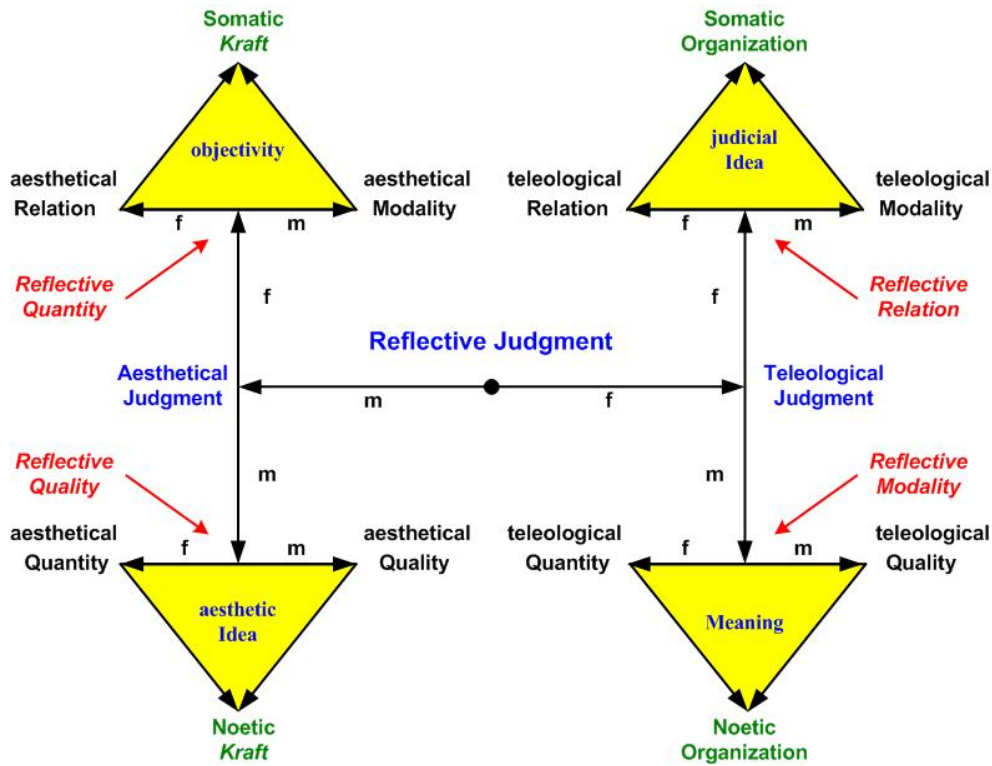 Somatic
Kraft
Somatic
Organization
objectivity
judicial
Idea
aesthetical
Relation
aesthetical
Modality
teleological
Relation
teleological
Modality
f
m
f
m
Reflective
Quantity
Reflective
Relation
f
f
Reflective Judgment
Aesthetical
Judgment
Teleological
Judgment
m
f
Reflective
Quality
Reflective
Modality
m
m
aesthetical
Quantity
aesthetical
Quality
teleological
Quantity
teleological
Quality
f
m
f
m
aesthetic
Idea
Meaning
Noetic
Kraft
Noetic
Organization